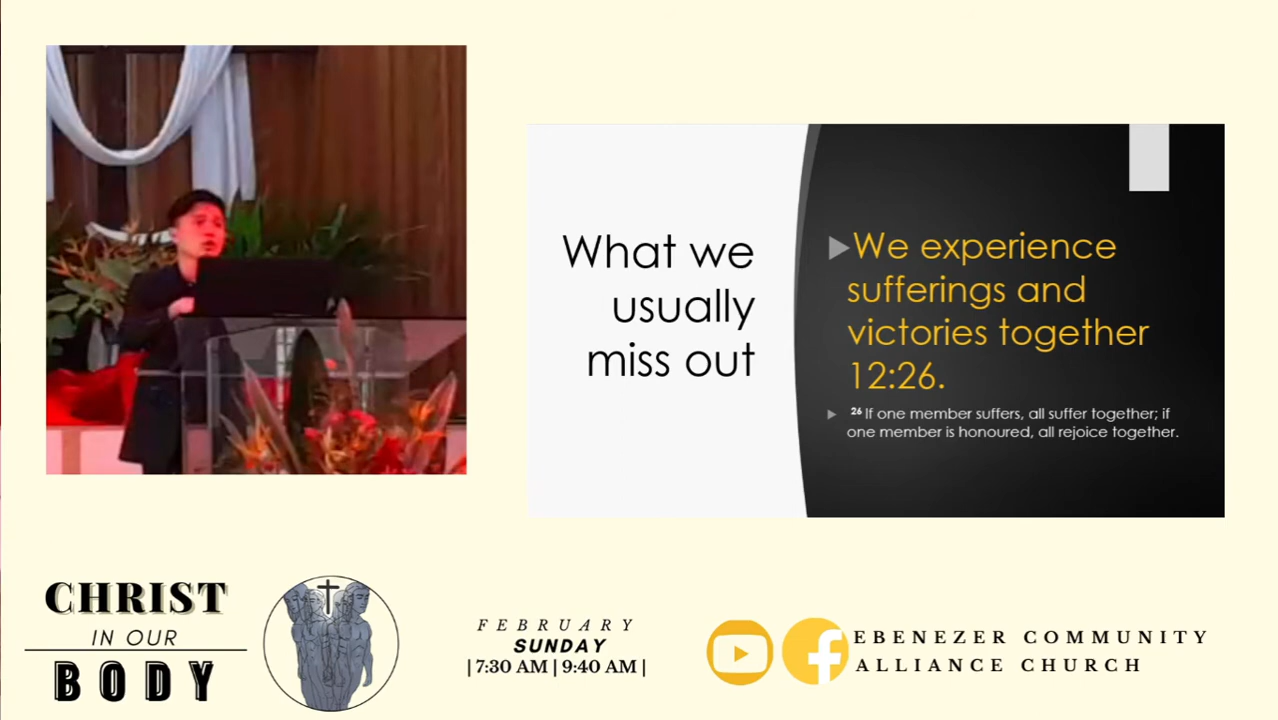 What we
usually
miss out
We experience
sufferings and
victories together
12:26.
26 If one member suffers, all suffer together; if
one member is honoured, all rejoice together.
CHRIST
IN OUR
BODY
FEBRUARY
SUNDAY
| 7:30 AM | 9:40 AM |
EBENEZER COMMUNITY
ALLIANCE CHURCH